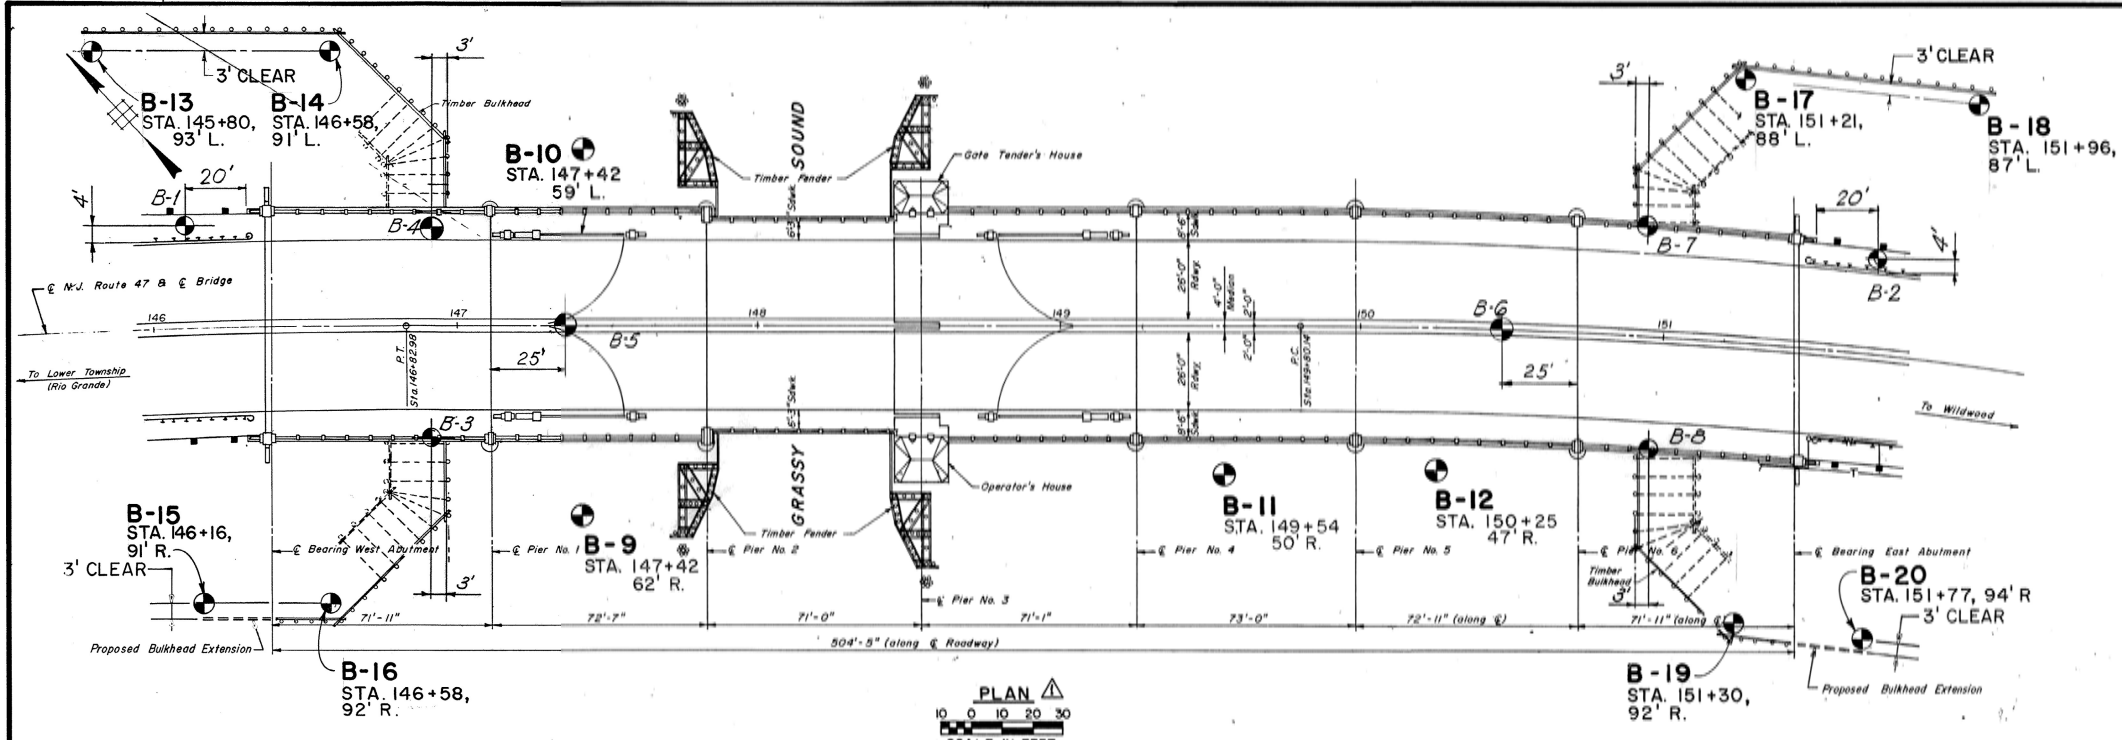 3' CLEAR
B-13
STA. 145+80,
93' L.
B-14
STA. 146+58,
91' L.
3'
Timber Bulkhead
B-10
STA. 147+42
59' L.
SOUND
Timber Fender
Gate Tender's House
3'
3' CLEAR
B-17
STA. 151+21,
88' L.
B-18
STA. 151+96,
87' L.
4'
B-1
20'
B-4
6'-3" Sdwk.
8'-6"
Sdwk.
B-7
20'
4'
B-2
℄ N.J. Route 47 & ℄ Bridge
146
147
148
149
150
151
26'-0"
Rdwy.
4'-0"
Median
2'-0"
2'-0"
B-5
B-6
25'
25'
To Lower Township
(Rio Grande)
P.T.
Sta. 146+82.98
P.C.
Sta. 149+80.14
26'-0"
Rdwy.
To Wildwood
B-3
6'-3" Sdwk.
8'-6"
Sdwk.
B-8
GRASSY
Operator's House
Timber Fender
B-15
STA. 146+16,
91' R.
3' CLEAR
℄ Bearing West Abutment
℄ Pier No. 1
B-9
STA. 147+42
62' R.
℄ Pier No. 2
℄ Pier No. 3
B-11
STA. 149+54
50' R.
℄ Pier No. 4
B-12
STA. 150+25
47' R.
℄ Pier No. 5
℄ Pier No. 6
Timber
Bulkhead
3'
℄ Bearing East Abutment
B-20
STA. 151+77, 94' R
3' CLEAR
3'
71'-11"
72'-7"
71'-0"
71'-1"
73'-0"
72'-11" (along ℄)
71'-11" (along ℄)
504'-5" (along ℄ Roadway)
Proposed Bulkhead Extension
B-16
STA. 146+58,
92' R.
B-19
STA. 151+30,
92' R.
Proposed Bulkhead Extension
PLAN 1
10 0 10 20 30
SCALE IN FEET